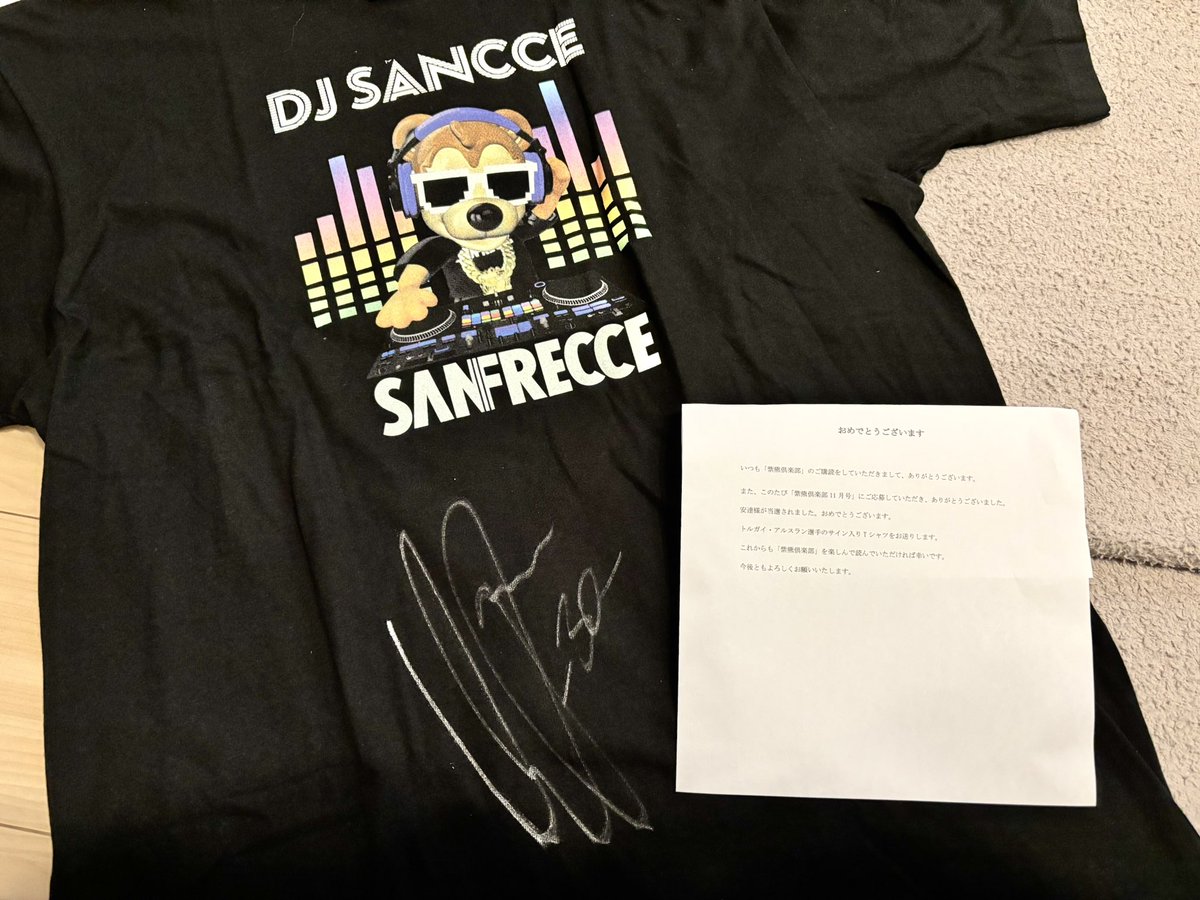 DJ SANCCE
SANFRECCE
30
おめでとうございます
いつも「紫熊倶楽部」のご購読をしていただきまして、ありがとうございます。
また、このたび「紫熊倶楽部 11 月号」にご応募していただき、ありがとうございました。
安達様が当選されました。おめでとうございます。
トルガイ・アルスラン選手のサイン入りTシャツをお送りします。
これからも「紫熊倶楽部」を楽しんで読んでいただければ幸いです。
今後ともよろしくお願いいたします。